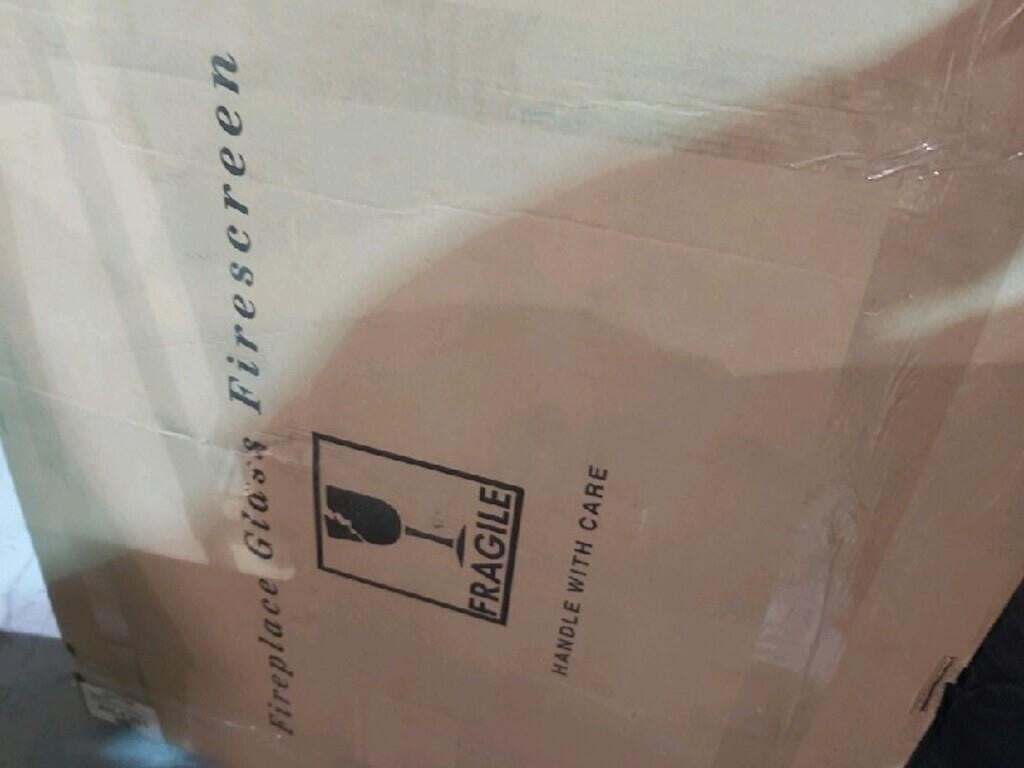 Fireplace Glass Firescreen
FRAGILE
HANDLE WITH CARE